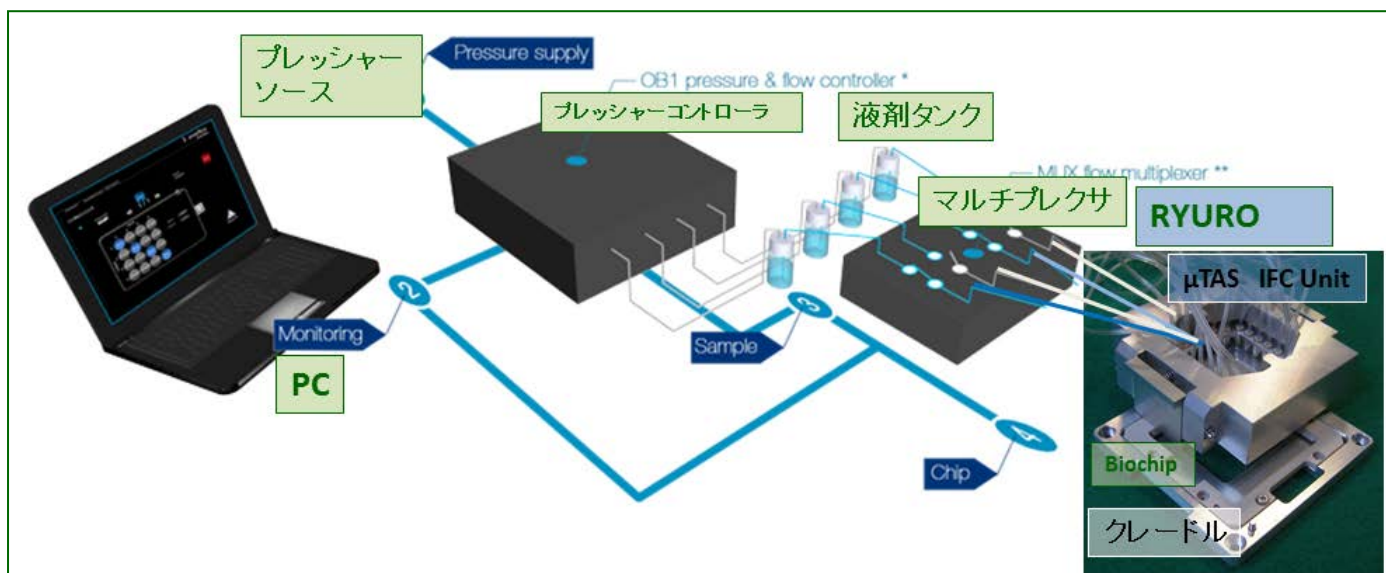 プレッシャー
ソース
Pressure supply
OB1 pressure & flow controller *
プレッシャーコントローラ
液剤タンク
MUX flow multiplexer **
マルチプレクサ
RYURO
μTAS IFC Unit
2
Monitoring
PC
3
Sample
4
Chip
Biochip
クレードル